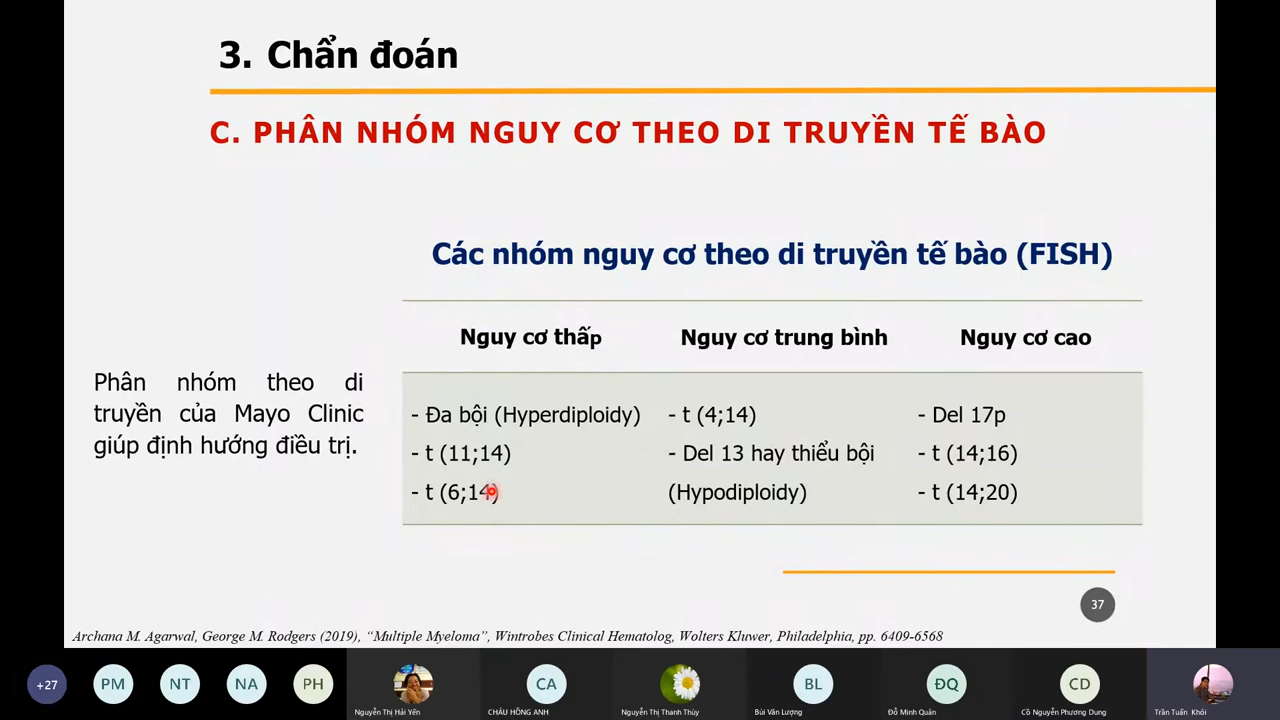 3. Chẩn đoán
C. PHÂN NHÓM NGUY CƠ THEO DI TRUYỀN TẾ BÀO
Các nhóm nguy cơ theo di truyền tế bào (FISH)
Nguy cơ thấp Nguy cơ trung bình Nguy cơ cao
Phân nhóm theo di
truyền của Mayo Clinic
giúp định hướng điều trị.
- Đa bội (Hyperdiploidy) - t (4;14) - Del 17p
- t (11;14) - Del 13 hay thiểu bội - t (14;16)
- t (6;14) (Hypodiploidy) - t (14;20)
37
Archana M. Agarwal, George M. Rodgers (2019), “Multiple Myeloma”, Wintrobes Clinical Hematolog, Wolters Kluwer, Philadelphia, pp. 6409-6568
+27 PM NT NA PH CA BL ĐQ CD
Nguyễn Thị Hải Yến CHÂU HỒNG ANH Nguyễn Thị Thanh Thủy Bùi Văn Lượng Đỗ Minh Quân Cồ Nguyễn Phương Dung Trần Tuấn Khôi